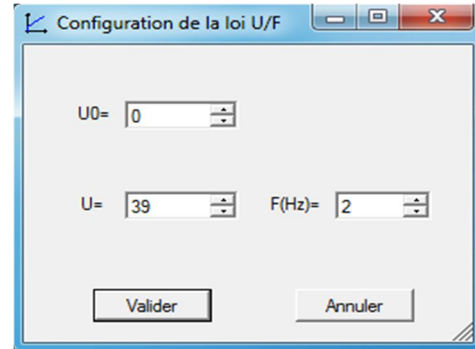 Configuration de la loi U/F
U0= 0
U= 39 F(Hz)= 2
Valider Annuler